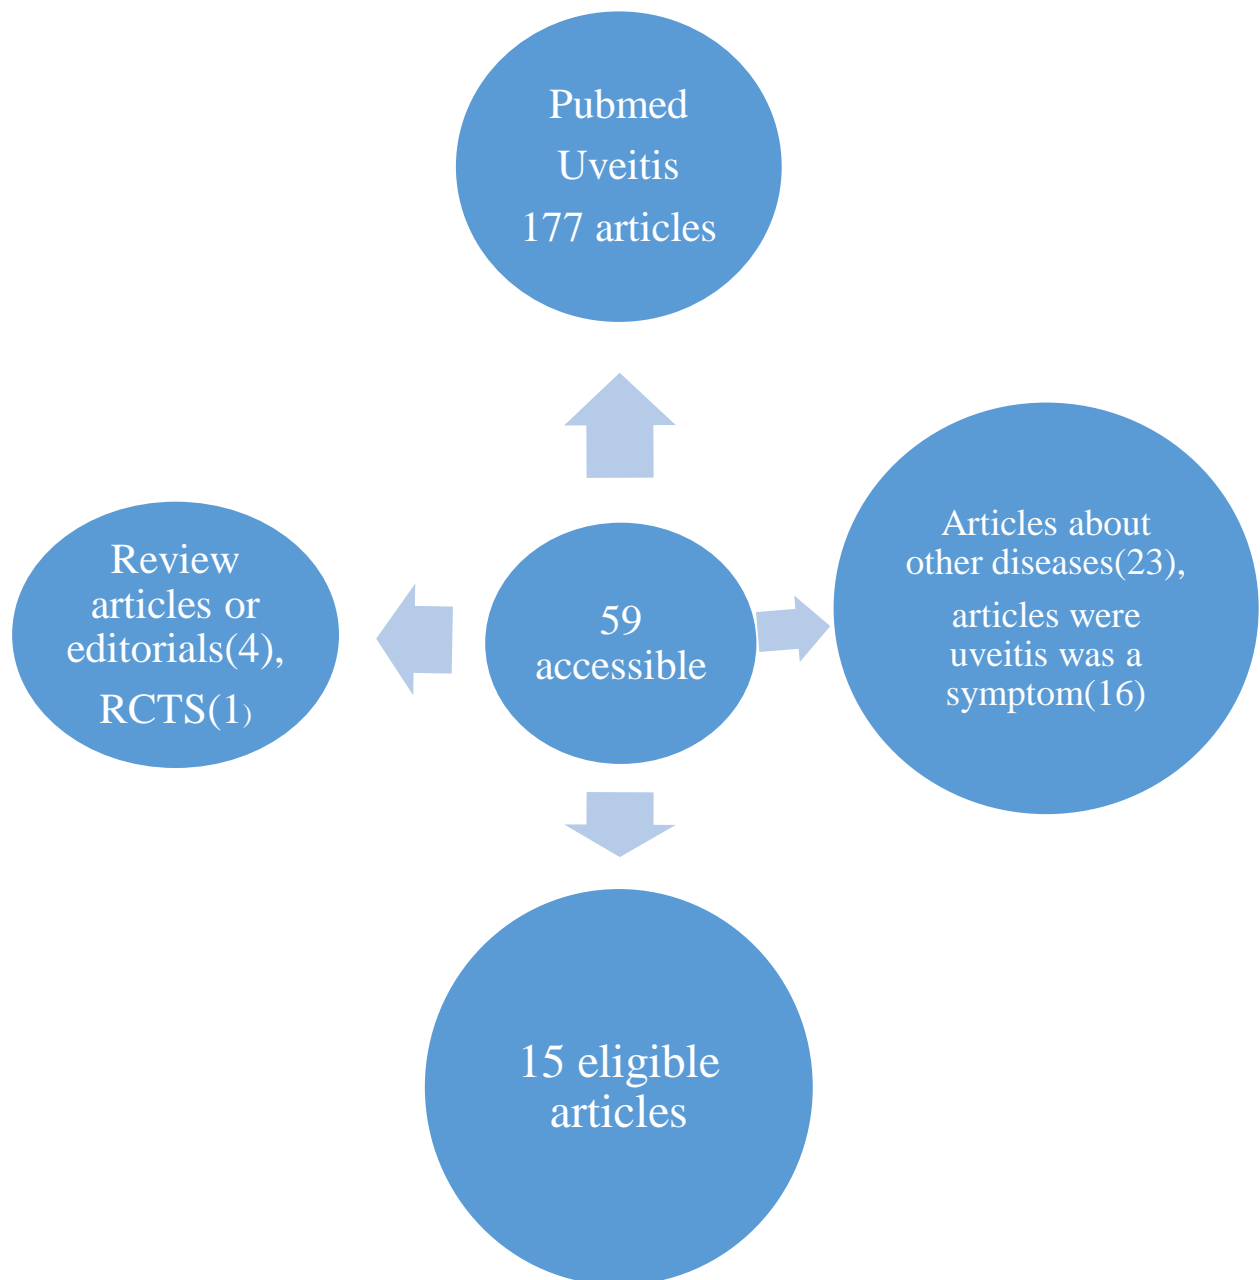 Pubmed
Uveitis
177 articles
Review
articles or
editorials(4),
RCTS(1)
59
accessible
Articles about
other diseases(23),
articles were
uveitis was a
symptom(16)
15 eligible
articles